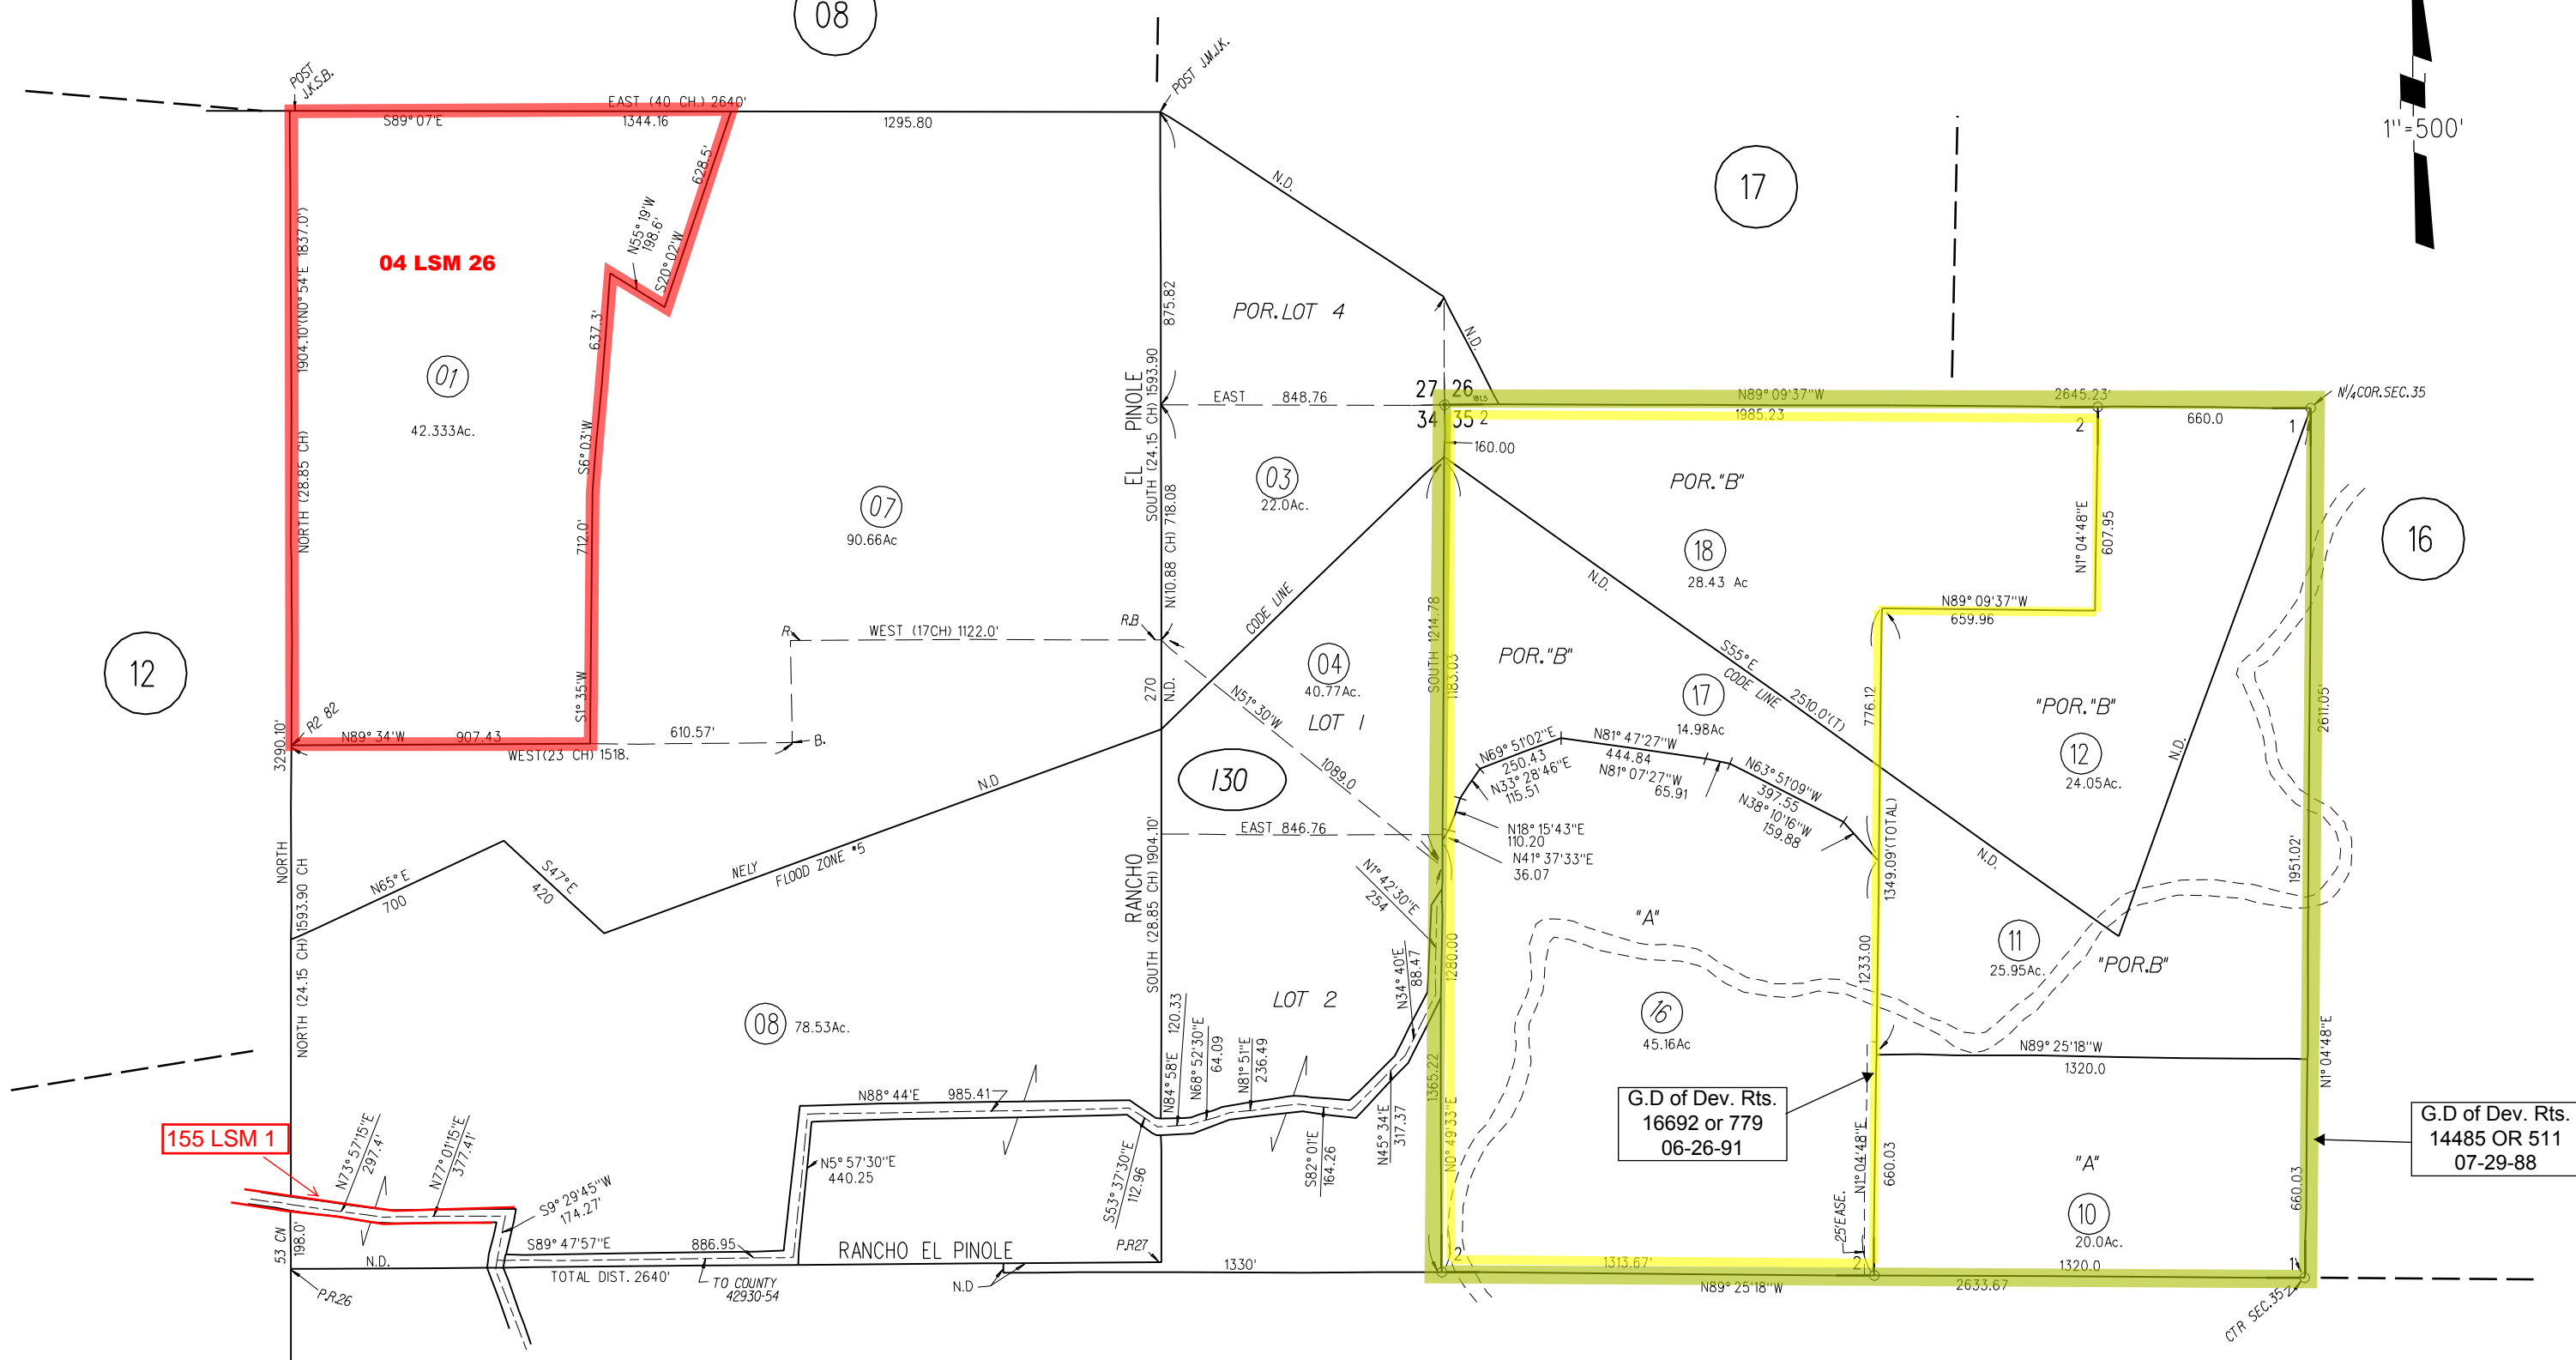 08
POST
J.K.S.B.
POST J.M.J.K.
EAST (40 CH.) 2640'
S89°07'E
1344.16
1295.80
1"=500'
17
628.5'
N55°19'W
198.6'
S20°02'W
1904.10'(N0°54'E 1837.0')
04 LSM 26
637.3'
N.D.
875.82
POR. LOT 4
N.D.
01
42.333Ac.
EL PINOLE
SOUTH (24.15 CH) 1593.90
EAST 848.76
27 26
34 35
181.5
2
N89°09'37"W
2645.23'
1985.23
660.0
N1/4COR.SEC.35
2
1
160.00
NORTH (28.85 CH)
S6°03'W
712.0'
07
90.66Ac
N(10.88 CH) 718.08
03
22.0Ac.
POR."B"
18
28.43 Ac
N1°04'48"E
607.95
16
CODE LINE
N.D.
N89°09'37"W
659.96
12
R.
WEST (17CH) 1122.0'
R.B
270
N.D.
04
40.77Ac.
LOT 1
N51°30'W
1089.0
SOUTH 1214.78
1183.03
POR."B"
17
14.98Ac
S55°E
CODE LINE
2510.0'(T)
776.12
"POR."B"
12
24.05Ac.
N.D.
2611.05'
R2 82
S1°35'W
N89°34'W
907.43
610.57'
B.
WEST(23 CH) 1518.
3290.10'
130
N69°51'02"E
250.43
N33°28'46"E
115.51
N81°47'27"W
444.84
N81°07'27"W
65.91
N63°51'09"W
397.55
N38°10'16"W
159.88
N18°15'43"E
110.20
N41°37'33"E
36.07
EAST 846.76
N.D
NELY
FLOOD ZONE #5
N65°E
700
S47°E
420
NORTH
NORTH (24.15 CH) 1593.90 CH
RANCHO
SOUTH (28.85 CH) 1904.10'
N1°42'30"E
254
1349.09'(TOTAL)
N.D.
1951.02'
"A"
11
25.95Ac.
"POR.B"
1280.00
1233.00
LOT 2
N34°40'E
88.47
16
45.16Ac
08
78.53Ac.
N89°25'18"W
1320.0
N1°04'48"E
N88°44'E
985.41
N84°58'E 120.33
N68°52'30"E
64.09
N81°51'E
236.49
S82°01'E
164.26
N45°34'E
317.37
1365.22
N0°49'33"E
G.D of Dev. Rts.
16692 or 779
06-26-91
G.D of Dev. Rts.
14485 OR 511
07-29-88
155 LSM 1
N73°57'15"E
297.4'
N77°01'15"E
377.41'
N5°57'30"E
440.25
S53°37'30"E
112.96
S9°29'45"W
174.27'
N1°04'48"E
660.03
25'EASE.
"A"
10
20.0Ac.
660.03
53 CW
198.0'
N.D.
S89°47'57"E
886.95
RANCHO EL PINOLE
P.R27
TOTAL DIST. 2640'
TO COUNTY
42930-54
N.D
P.R.26
1330'
2
1313.67'
2
1320.0
1
N89°25'18"W
2633.67
CTR SEC.35